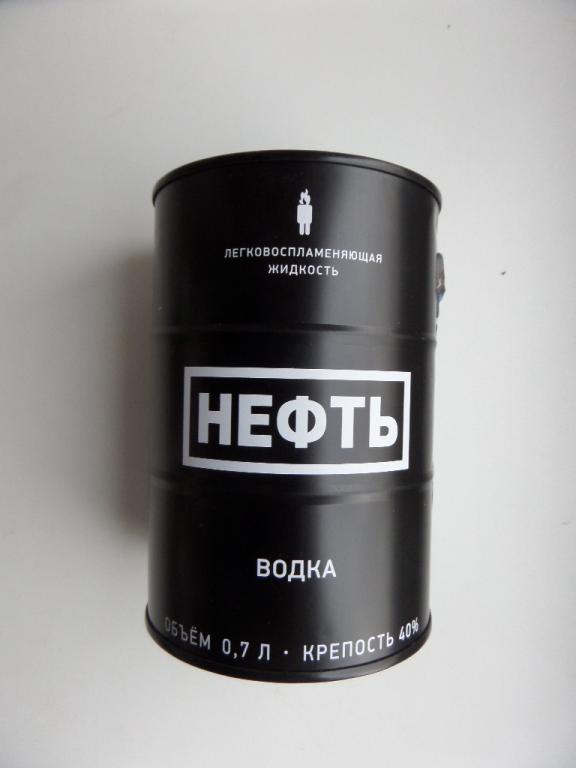 ЛЕГКОВОСПЛАМЕНЯЮЩАЯ
ЖИДКОСТЬ
НЕФТЬ
ВОДКА
ОБЪЁМ 0,7 Л · КРЕПОСТЬ 40%